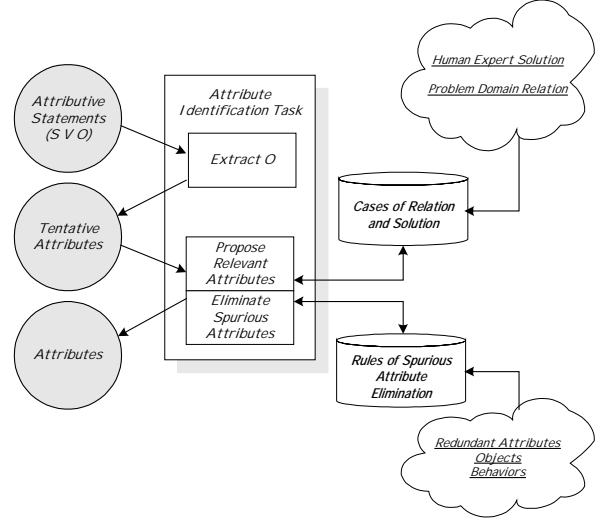 Attributive
Statements
(S V O)
Tentative
Attributes
Attributes
Attribute
Identification Task
Extract O
Propose
Relevant
Attributes
Eliminate
Spurious
Attributes
Human Expert Solution
Problem Domain Relation
Cases of Relation
and Solution
Rules of Spurious
Attribute
Elimination
Redundant Attributes
Objects
Behaviors